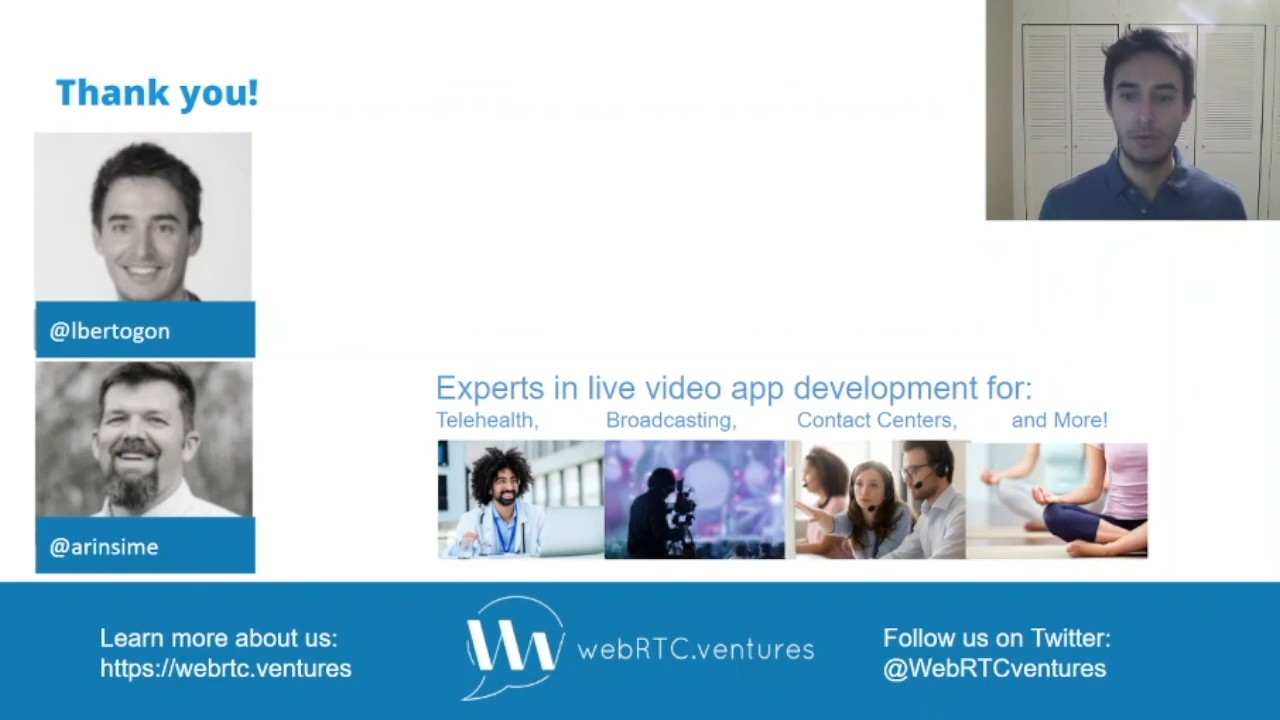 Thank you!
@lbertogon
@arinsime
Experts in live video app development for:
Telehealth, Broadcasting, Contact Centers, and More!
Learn more about us:
https://webrtc.ventures
webRTC.ventures
Follow us on Twitter:
@WebRTCventures